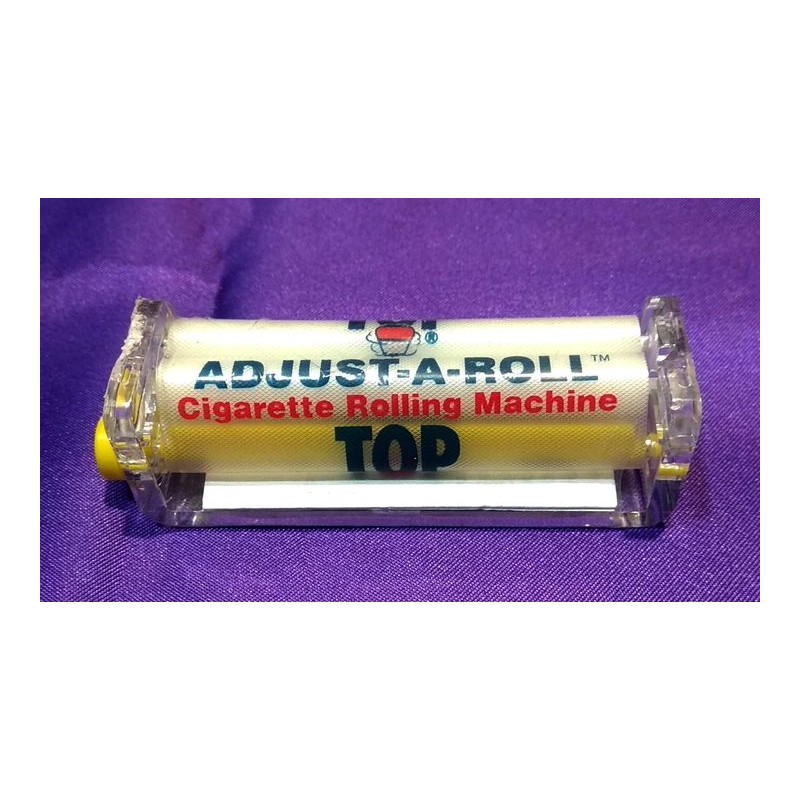 ®
ADJUST-A-ROLL™
Cigarette Rolling Machine
TOP